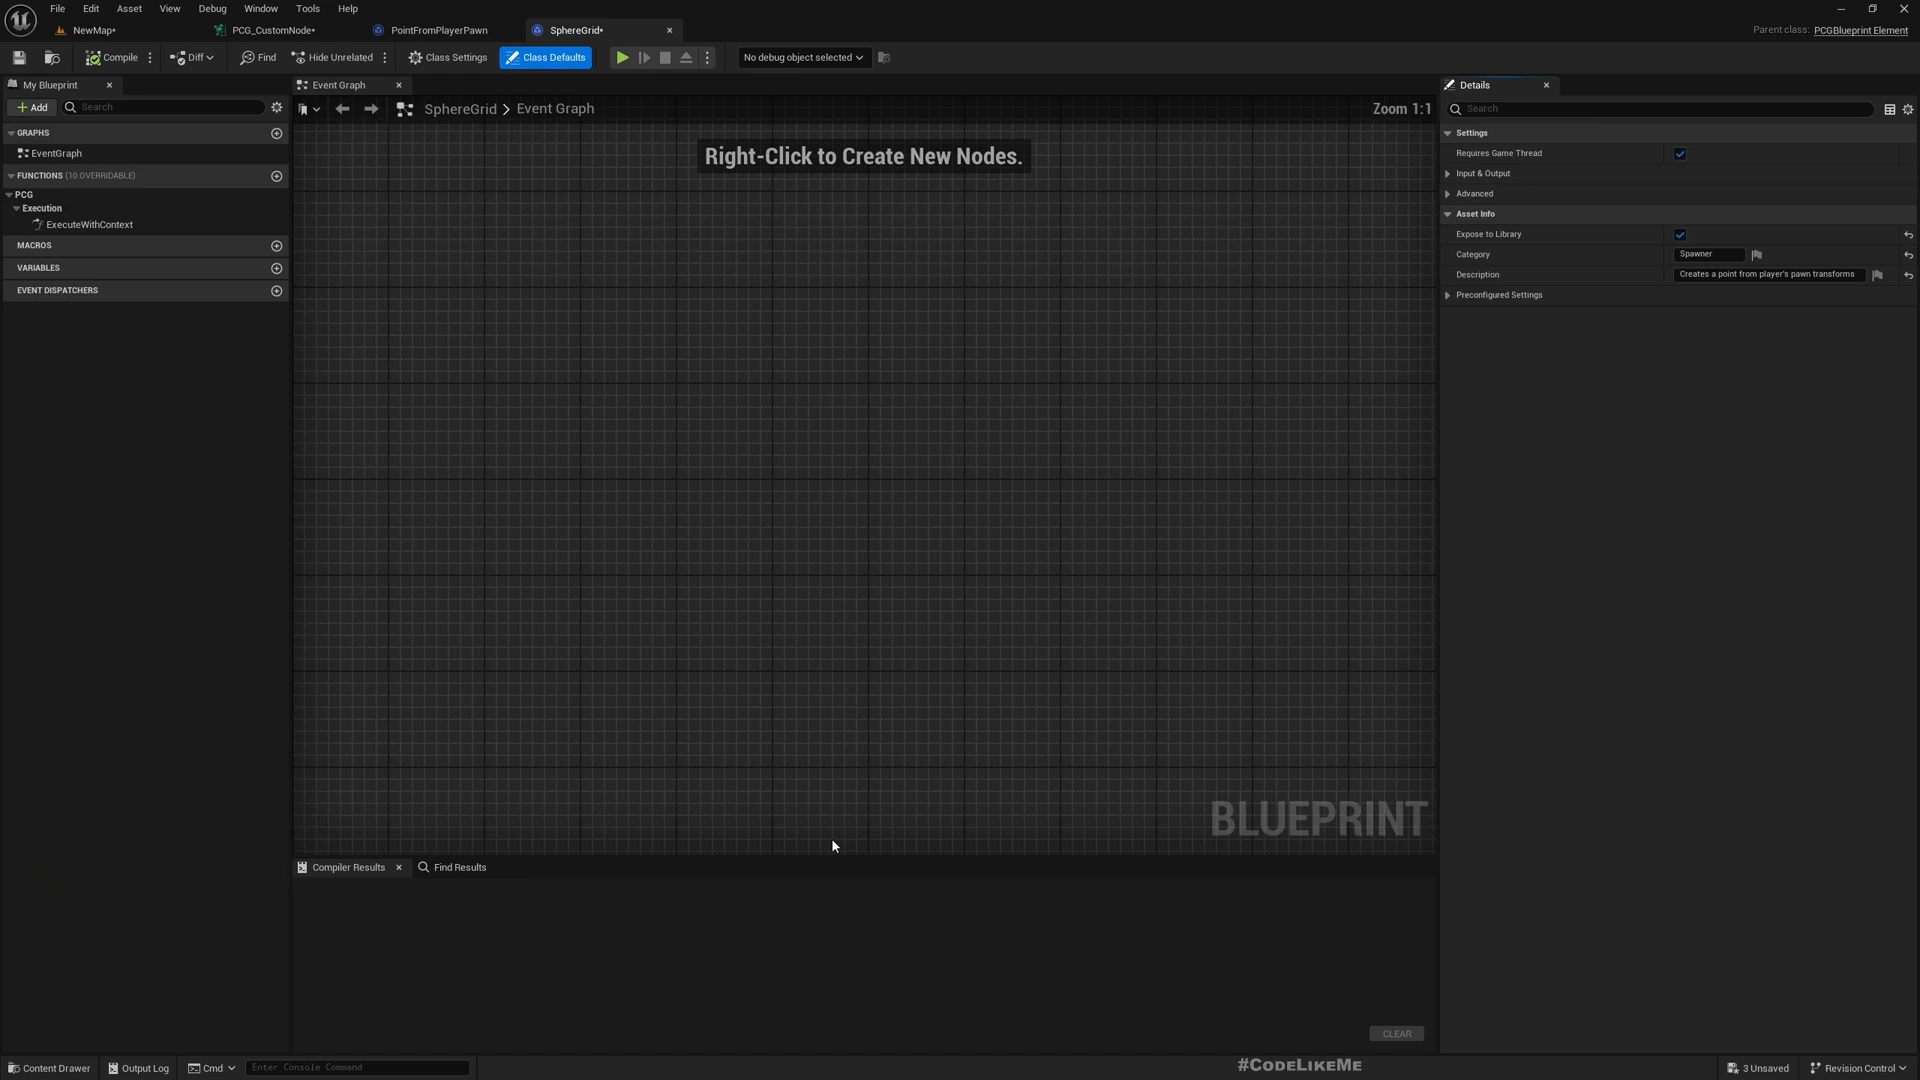 File Edit Asset View Debug Window Tools Help
NewMap* PCG_CustomNode* PointFromPlayerPawn SphereGrid* Parent class: PCGBlueprint Element
Compile Diff Find Hide Unrelated Class Settings Class Defaults No debug object selected
My Blueprint
Add Search
GRAPHS
EventGraph
FUNCTIONS (10 OVERRIDABLE)
PCG
Execution
ExecuteWithContext
MACROS
VARIABLES
EVENT DISPATCHERS
Event Graph
SphereGrid > Event Graph Zoom 1:1
Right-Click to Create New Nodes.
BLUEPRINT
Compiler Results Find Results
CLEAR
Details
Search
Settings
Requires Game Thread
Input & Output
Advanced
Asset Info
Expose to Library
Category Spawner
Description Creates a point from player's pawn transforms
Preconfigured Settings
Content Drawer Output Log Cmd Enter Console Command #CodeLikeMe 3 Unsaved Revision Control